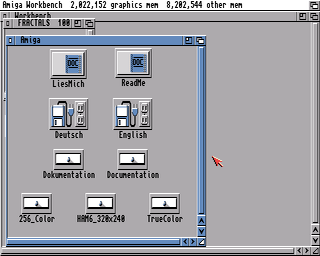 Amiga Workbench  2,022,152 graphics mem  8,202,544 other mem
Workbench
FRACTALS  100
Amiga
DOC DOC
LiesMich ReadMe
Deutsch English
Dokumentation Documentation
256_Color HAM6_320x240 TrueColor